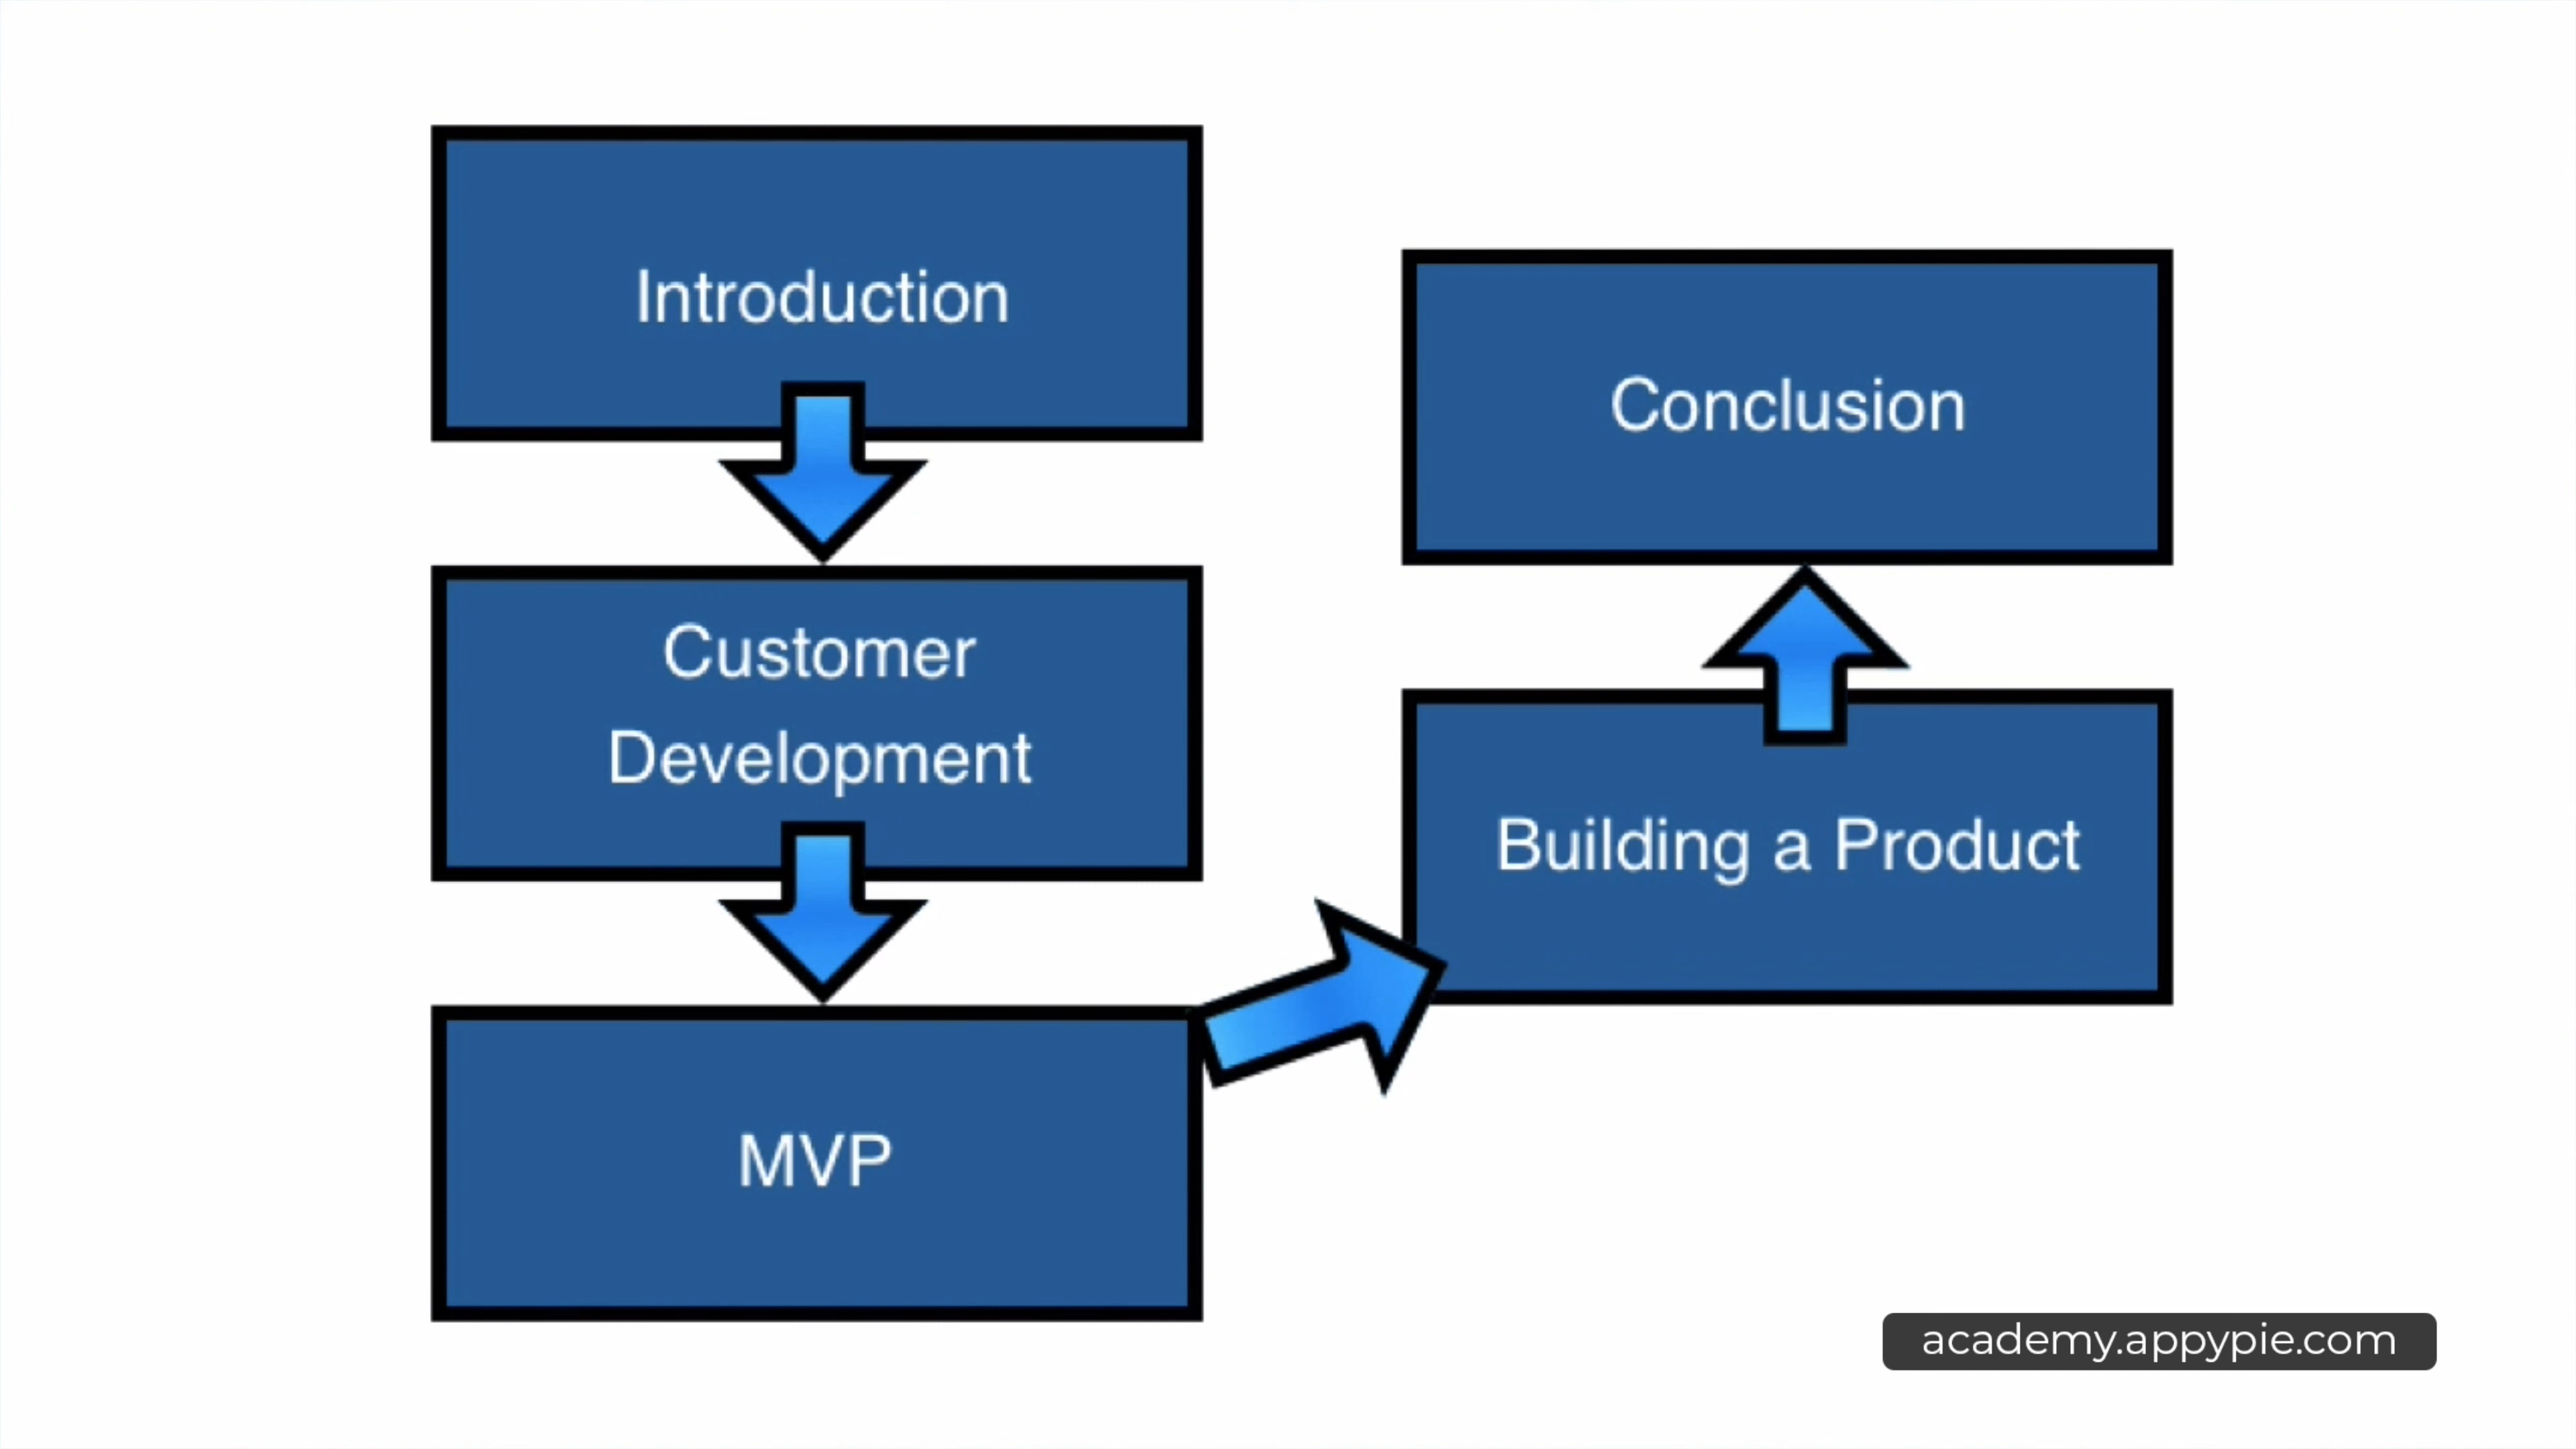 Introduction
Customer
Development
MVP
Building a Product
Conclusion
academy.appypie.com